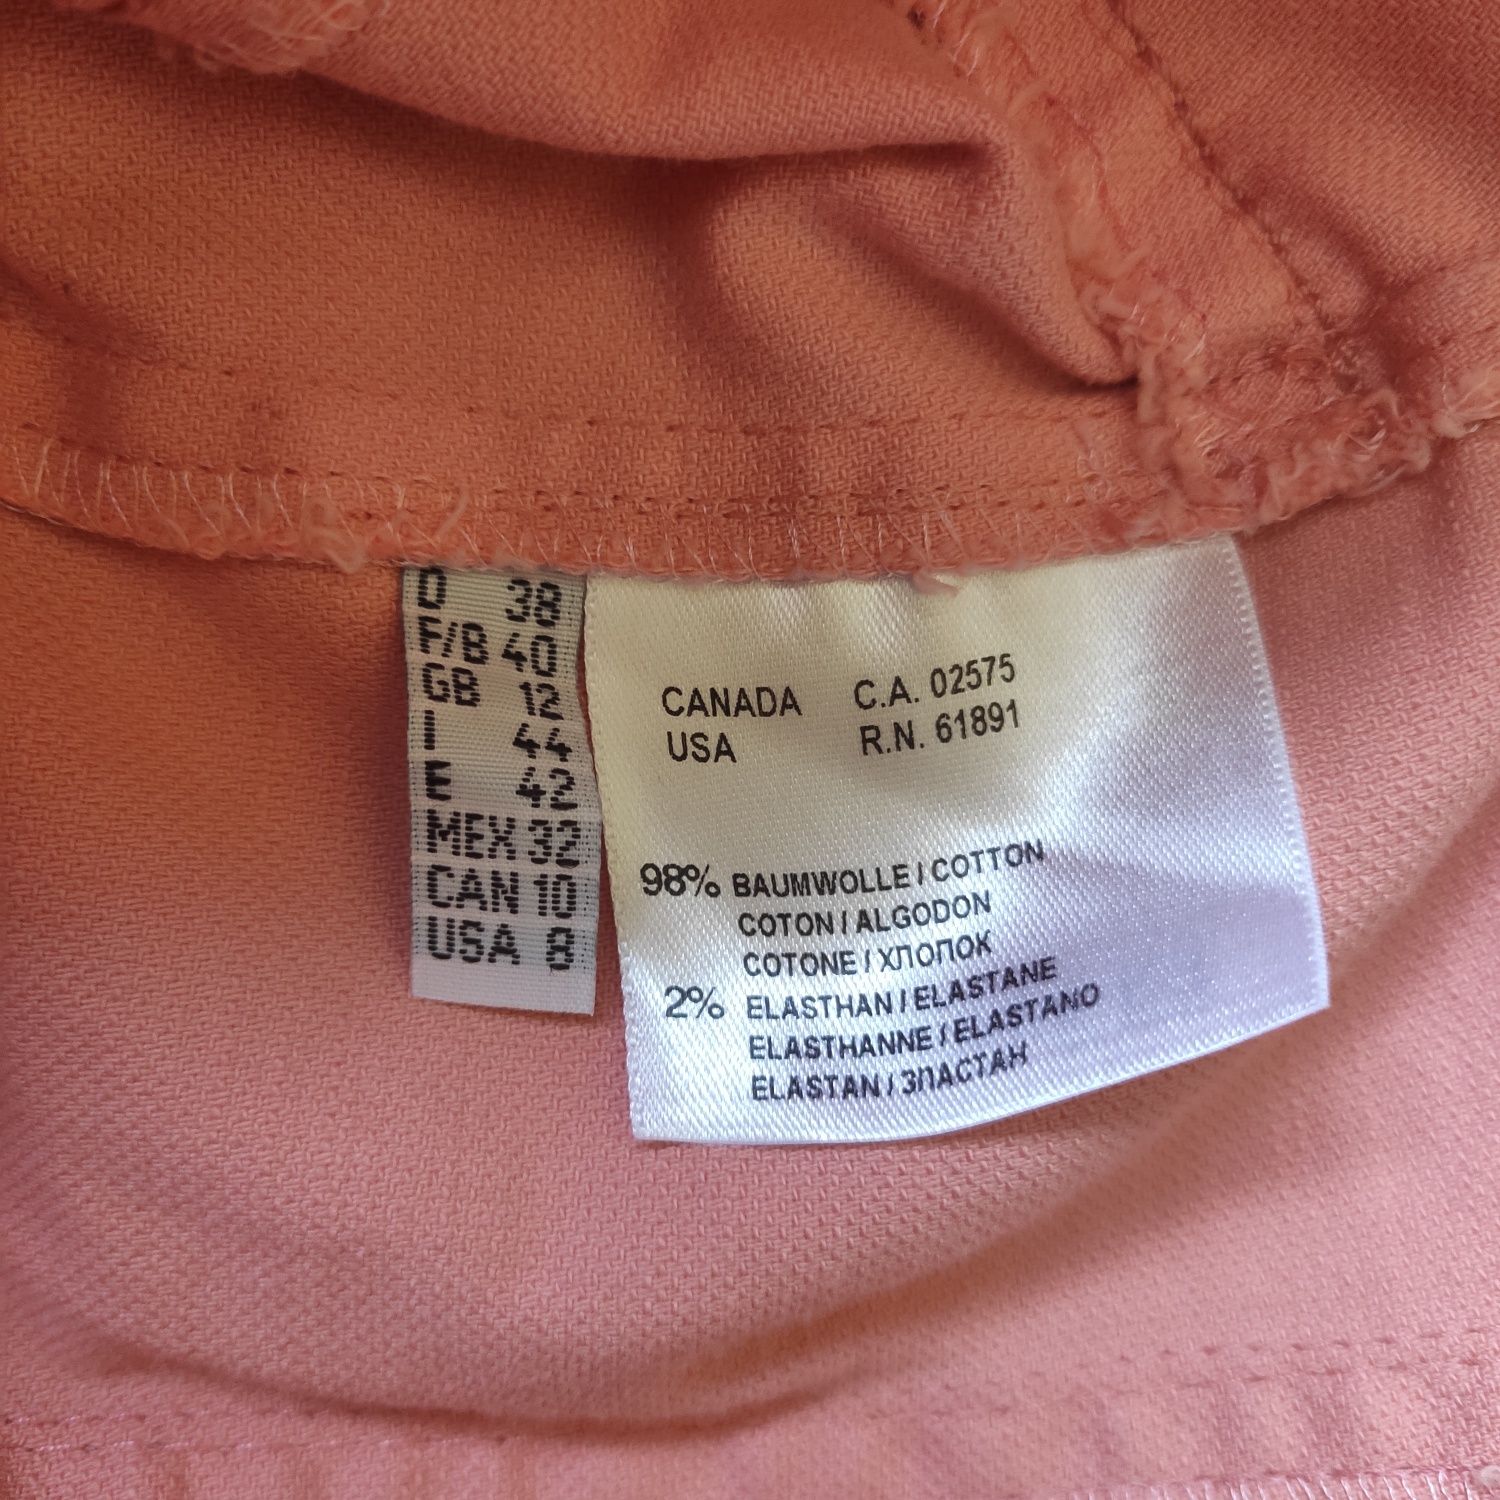 D 38
F/B 40
GB 12
I 44
E 42
MEX 32
CAN 10
USA 8
CANADA C.A. 02575
USA R.N. 61891
98% BAUMWOLLE / COTTON
COTON / ALGODON
COTONE / ХЛОПОК
2% ELASTHAN / ELASTANE
ELASTHANNE / ELASTANO
ELASTAN / ЗПАСТАН